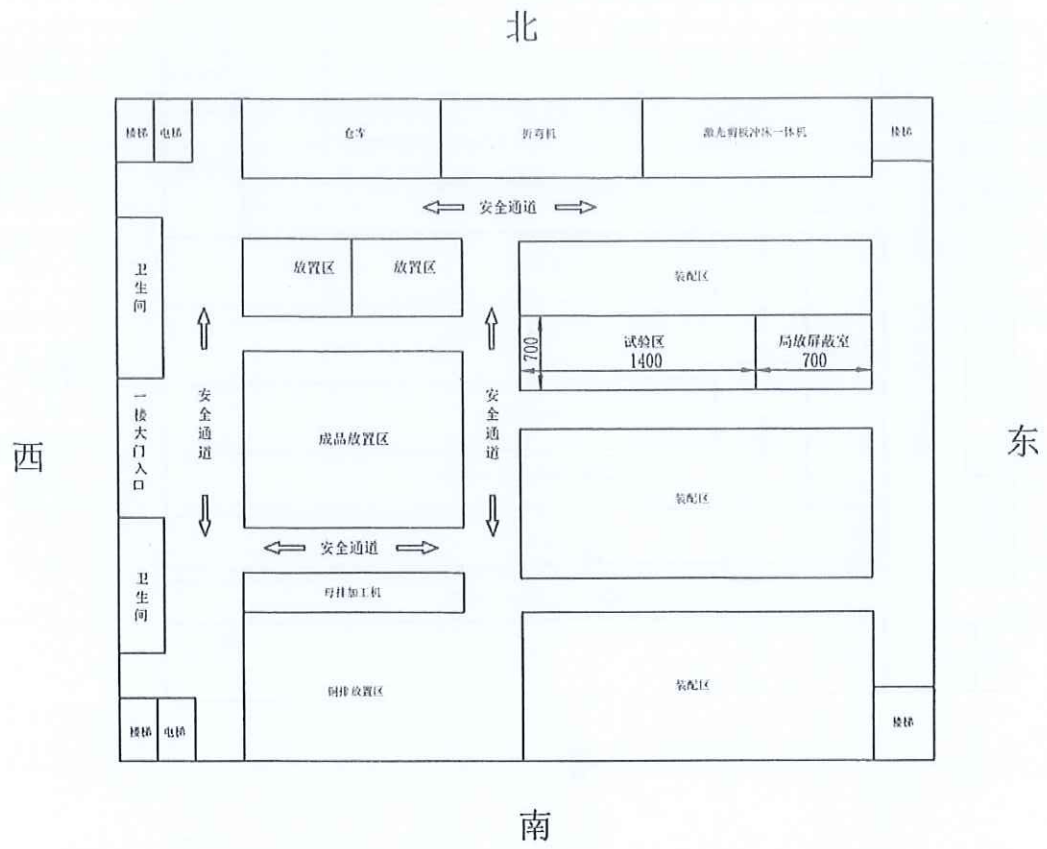 北
楼梯 电梯 仓库 折弯机 激光剪板冲床一体机 楼梯
安全通道
卫生间
放置区 放置区 装配区
700
试验区
1400
局放屏蔽室
700
一楼大门入口
安全通道
成品放置区
安全通道
西
东
装配区
安全通道
卫生间
母排加工机
铜排放置区
装配区
楼梯 电梯
楼梯
南